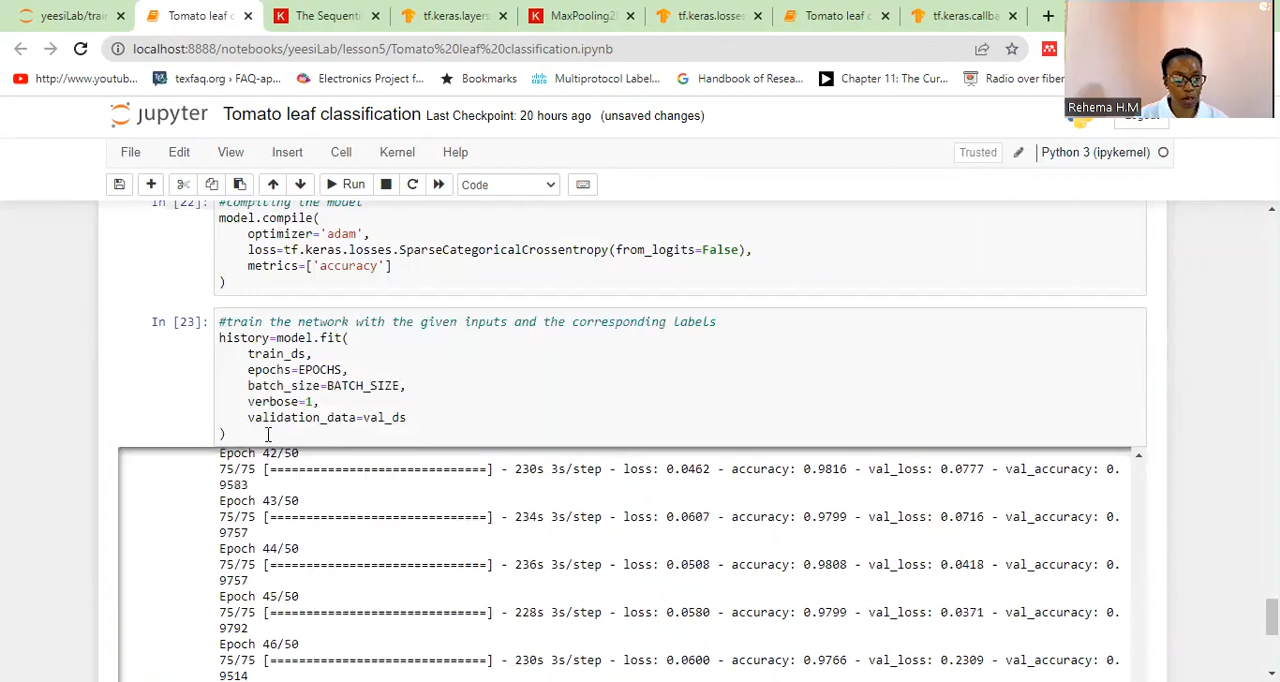 yeesiLab/train
Tomato leaf c
The Sequenti
tf.keras.layers
MaxPooling2
tf.keras.losse
Tomato leaf c
tf.keras.callba
localhost:8888/notebooks/yeesiLab/lesson5/Tomato%20leaf%20classification.ipynb
http://www.youtub...
texfaq.org › FAQ-ap...
Electronics Project f...
Bookmarks
Multiprotocol Label...
Handbook of Resea...
Chapter 11: The Cur...
Radio over fiber
Rehema H.M
jupyter Tomato leaf classification Last Checkpoint: 20 hours ago (unsaved changes)
File Edit View Insert Cell Kernel Help
Trusted
Python 3 (ipykernel)
Run
Code
In [22]: #compiling the model
model.compile(
optimizer='adam',
loss=tf.keras.losses.SparseCategoricalCrossentropy(from_logits=False),
metrics=['accuracy']
)
In [23]: #train the network with the given inputs and the corresponding labels
history=model.fit(
train_ds,
epochs=EPOCHS,
batch_size=BATCH_SIZE,
verbose=1,
validation_data=val_ds
)
Epoch 42/50
75/75 [==============================] - 230s 3s/step - loss: 0.0462 - accuracy: 0.9816 - val_loss: 0.0777 - val_accuracy: 0.
9583
Epoch 43/50
75/75 [==============================] - 234s 3s/step - loss: 0.0607 - accuracy: 0.9799 - val_loss: 0.0716 - val_accuracy: 0.
9757
Epoch 44/50
75/75 [==============================] - 236s 3s/step - loss: 0.0508 - accuracy: 0.9808 - val_loss: 0.0418 - val_accuracy: 0.
9757
Epoch 45/50
75/75 [==============================] - 228s 3s/step - loss: 0.0580 - accuracy: 0.9799 - val_loss: 0.0371 - val_accuracy: 0.
9792
Epoch 46/50
75/75 [==============================] - 230s 3s/step - loss: 0.0600 - accuracy: 0.9766 - val_loss: 0.2309 - val_accuracy: 0.
9514